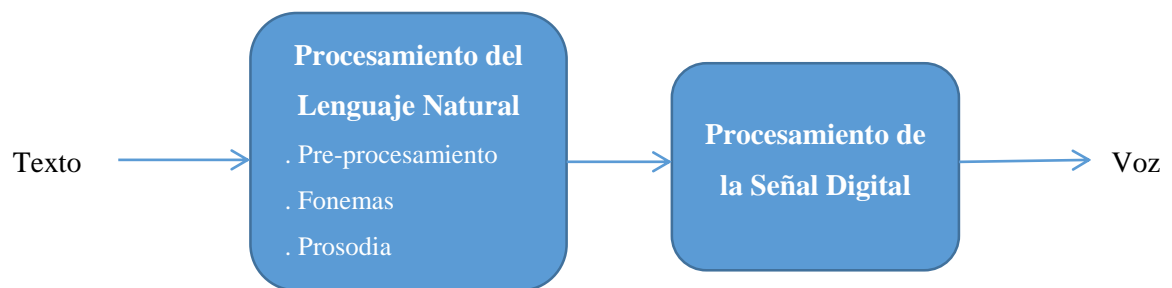 Texto
Procesamiento del
Lenguaje Natural
. Pre-procesamiento
. Fonemas
. Prosodia
Procesamiento de
la Señal Digital
Voz